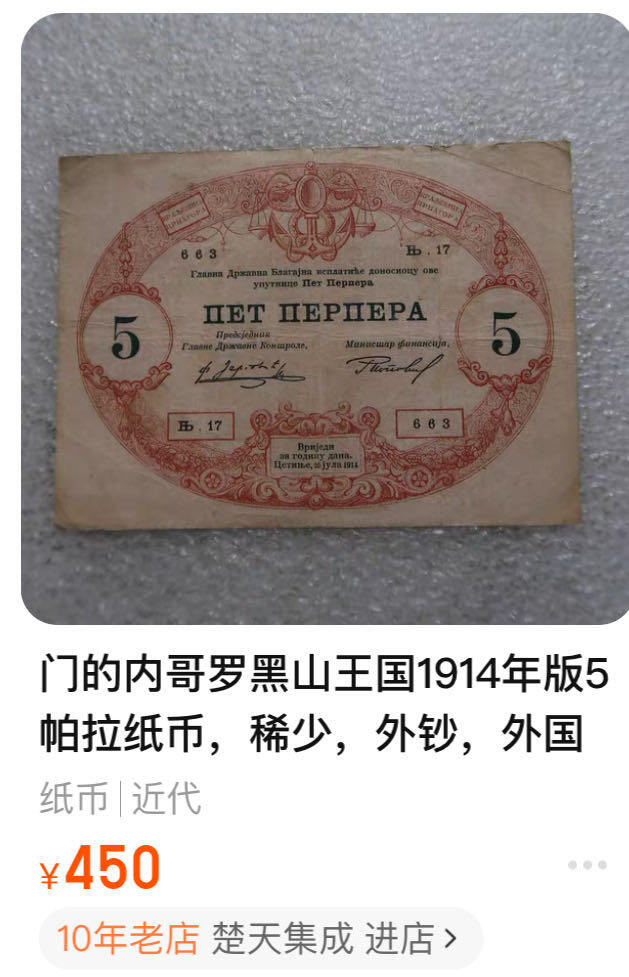 663
Њ. 17
Главна Државна Благајна исплатиће доносиоцу ове
упутнице Пет Перпера
ПЕТ ПЕРПЕРА
Предсједник
Главне Државне Контроле,
Министар финансија,
5
5
Њ. 17
663
Вриједи
за годину дана.
Цетиње, 25 јула 1914
门的内哥罗黑山王国1914年版5
帕拉纸币，稀少，外钞，外国
纸币|近代
¥450
10年老店 楚天集成 进店>